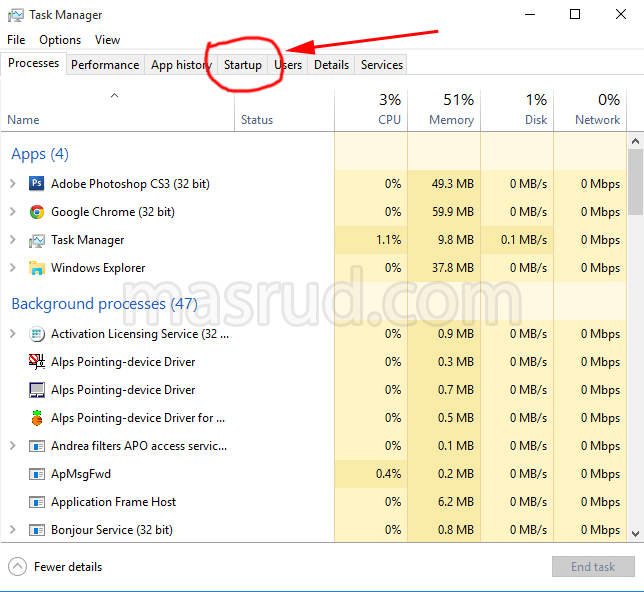 Task Manager
File Options View
Processes Performance App history Startup Users Details Services
3% 51% 1% 0%
Name Status CPU Memory Disk Network
Apps (4)
Adobe Photoshop CS3 (32 bit) 0% 49.3 MB 0 MB/s 0 Mbps
Google Chrome (32 bit) 0% 59.9 MB 0 MB/s 0 Mbps
Task Manager 1.1% 9.8 MB 0.1 MB/s 0 Mbps
Windows Explorer 0% 37.8 MB 0 MB/s 0 Mbps
masrud.com
Background processes (47)
Activation Licensing Service (32 ... 0% 0.9 MB 0 MB/s 0 Mbps
Alps Pointing-device Driver 0% 0.3 MB 0 MB/s 0 Mbps
Alps Pointing-device Driver 0% 0.7 MB 0 MB/s 0 Mbps
Alps Pointing-device Driver for ... 0% 0.5 MB 0 MB/s 0 Mbps
Andrea filters APO access servic... 0% 0.1 MB 0 MB/s 0 Mbps
ApMsgFwd 0.4% 0.2 MB 0 MB/s 0 Mbps
Application Frame Host 0% 6.2 MB 0 MB/s 0 Mbps
Bonjour Service (32 bit) 0% 0.8 MB 0 MB/s 0 Mbps
Fewer details End task